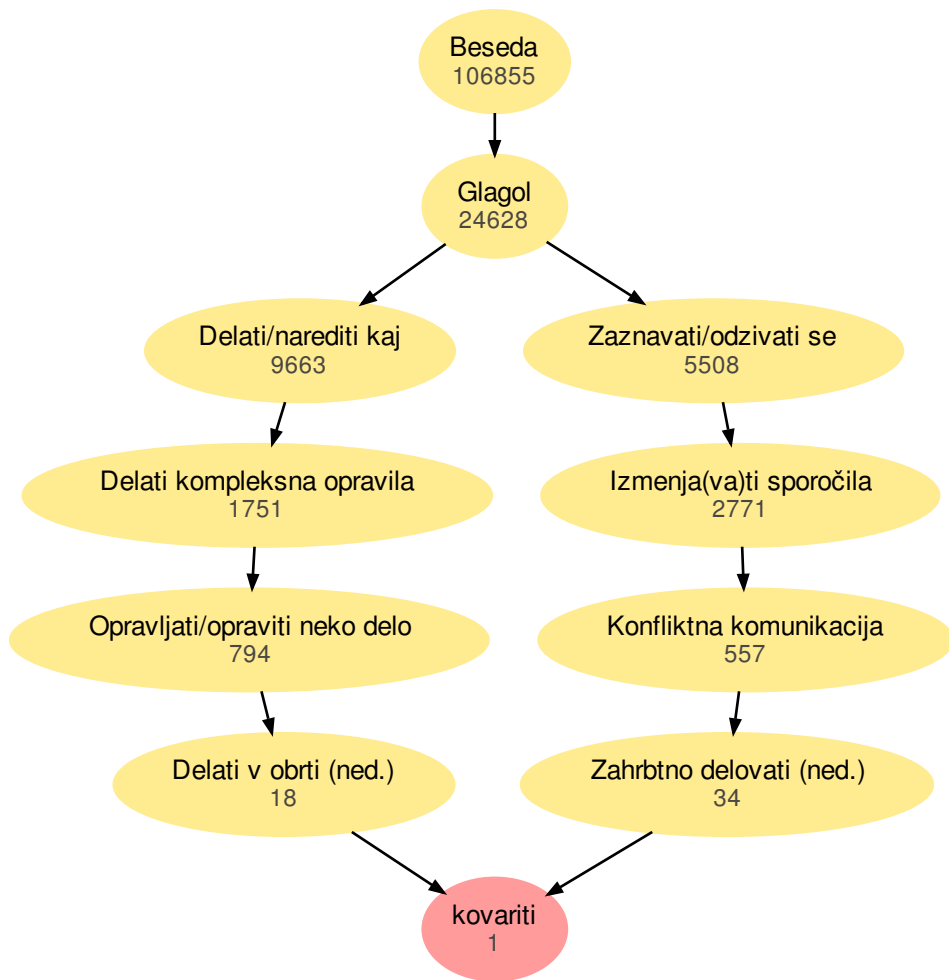 Beseda
106855
Glagol
24628
Delati/narediti kaj
9663
Zaznavati/odzivati se
5508
Delati kompleksna opravila
1751
Izmenja(va)ti sporočila
2771
Opravljati/opraviti neko delo
794
Konfliktna komunikacija
557
Delati v obrti (ned.)
18
Zahrbtno delovati (ned.)
34
kovariti
1